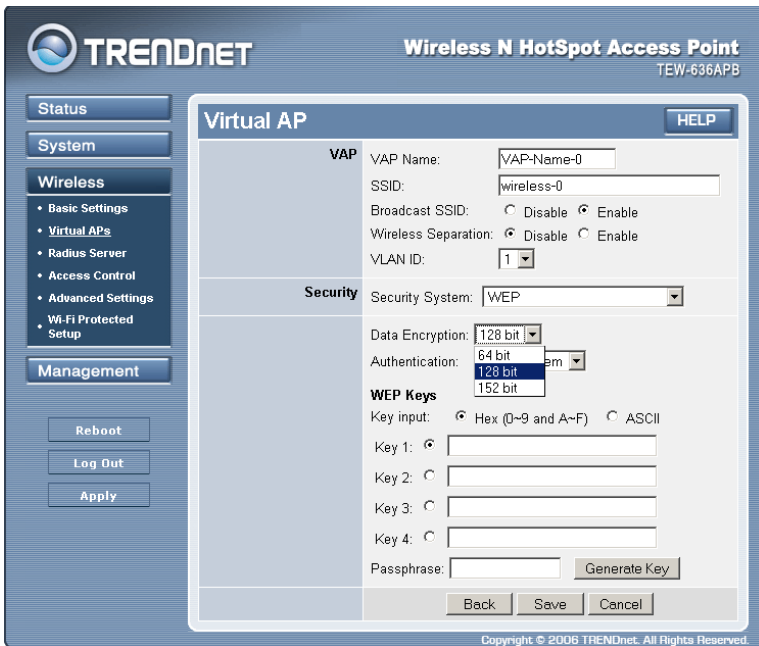 TRENDnet
Wireless N HotSpot Access Point
TEW-636APB
Status
System
Wireless
• Basic Settings
• Virtual APs
• Radius Server
• Access Control
• Advanced Settings
• Wi-Fi Protected
Setup
Management
Reboot
Log Out
Apply
Virtual AP
HELP
VAP
VAP Name: VAP-Name-0
SSID: wireless-0
Broadcast SSID: Disable Enable
Wireless Separation: Disable Enable
VLAN ID: 1
Security
Security System: WEP
Data Encryption: 128 bit
64 bit
128 bit
152 bit
Authentication:
WEP Keys
Key input: Hex (0~9 and A~F) ASCII
Key 1:
Key 2:
Key 3:
Key 4:
Passphrase: Generate Key
Back Save Cancel
Copyright © 2006 TRENDnet. All Rights Reserved.